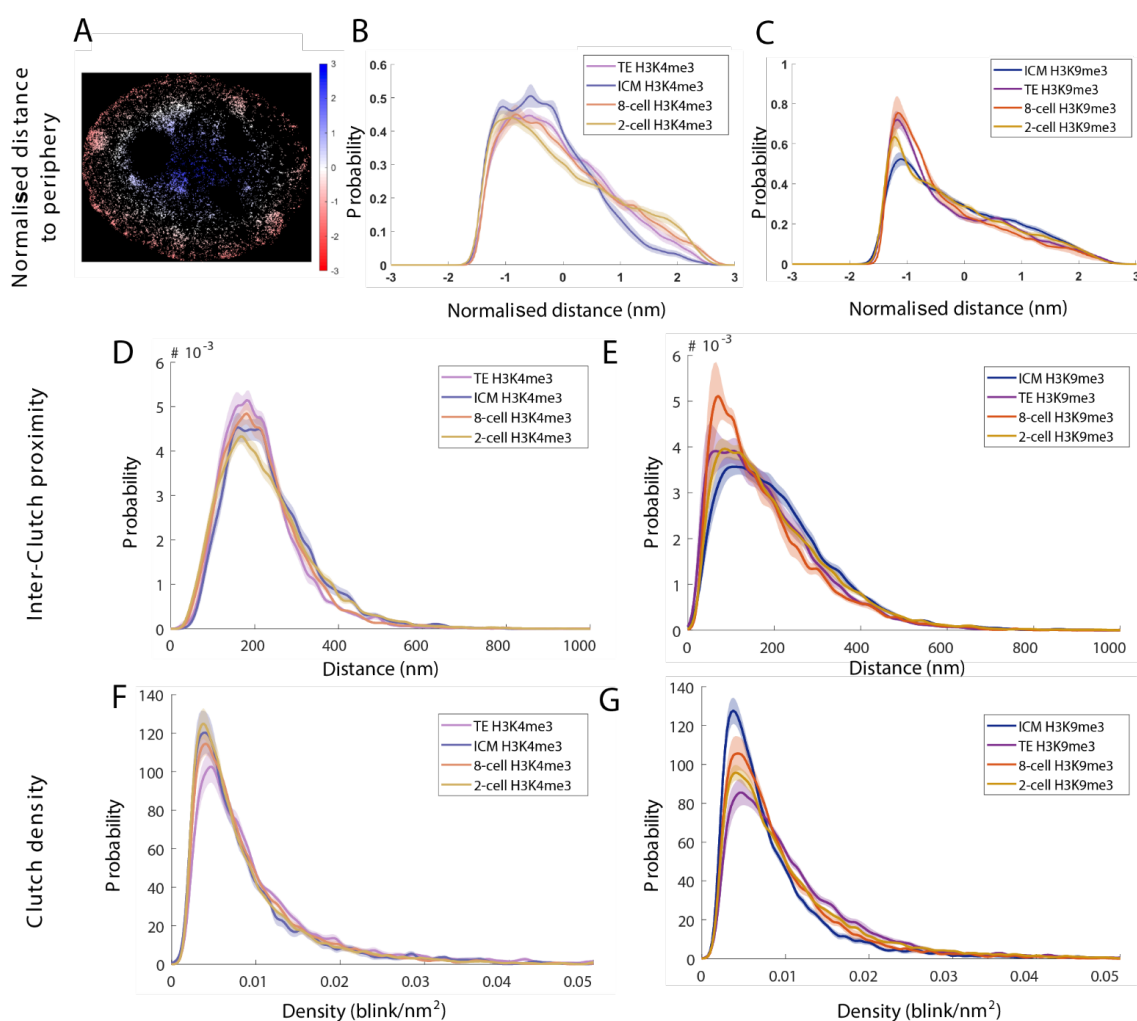 A
B
C
Normalised distance
to periphery
3
2
1
0
-1
-2
-3
0.6
0.5
0.4
0.3
0.2
0.1
0
Probability
TE H3K4me3
ICM H3K4me3
8-cell H3K4me3
2-cell H3K4me3
-3 -2 -1 0 1 2 3
Normalised distance (nm)
1
0.8
0.6
0.4
0.2
0
Probability
ICM H3K9me3
TE H3K9me3
8-cell H3K9me3
2-cell H3K9me3
-3 -2 -1 0 1 2 3
Normalised distance (nm)
Inter-Clutch proximity
D
# 10-3
6
5
4
3
2
1
0
Probability
TE H3K4me3
ICM H3K4me3
8-cell H3K4me3
2-cell H3K4me3
0 200 400 600 800 1000
Distance (nm)
E
# 10-3
6
5
4
3
2
1
0
Probability
ICM H3K9me3
TE H3K9me3
8-cell H3K9me3
2-cell H3K9me3
0 200 400 600 800 1000
Distance (nm)
Clutch density
F
140
120
100
80
60
40
20
0
Probability
TE H3K4me3
ICM H3K4me3
8-cell H3K4me3
2-cell H3K4me3
0 0.01 0.02 0.03 0.04 0.05
Density (blink/nm²)
G
140
120
100
80
60
40
20
0
Probability
ICM H3K9me3
TE H3K9me3
8-cell H3K9me3
2-cell H3K9me3
0 0.01 0.02 0.03 0.04 0.05
Density (blink/nm²)